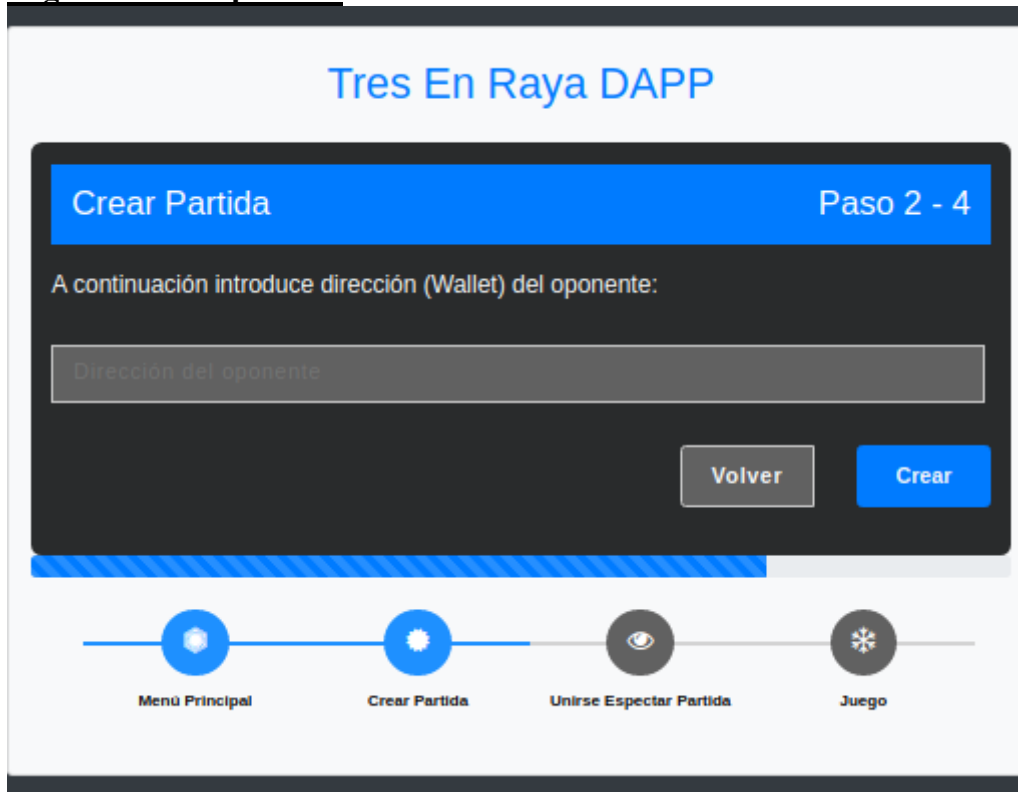 Tres En Raya DAPP
Crear Partida Paso 2 - 4
A continuación introduce dirección (Wallet) del oponente:
Dirección del oponente
Volver Crear
Menú Principal Crear Partida Unirse Espectar Partida Juego